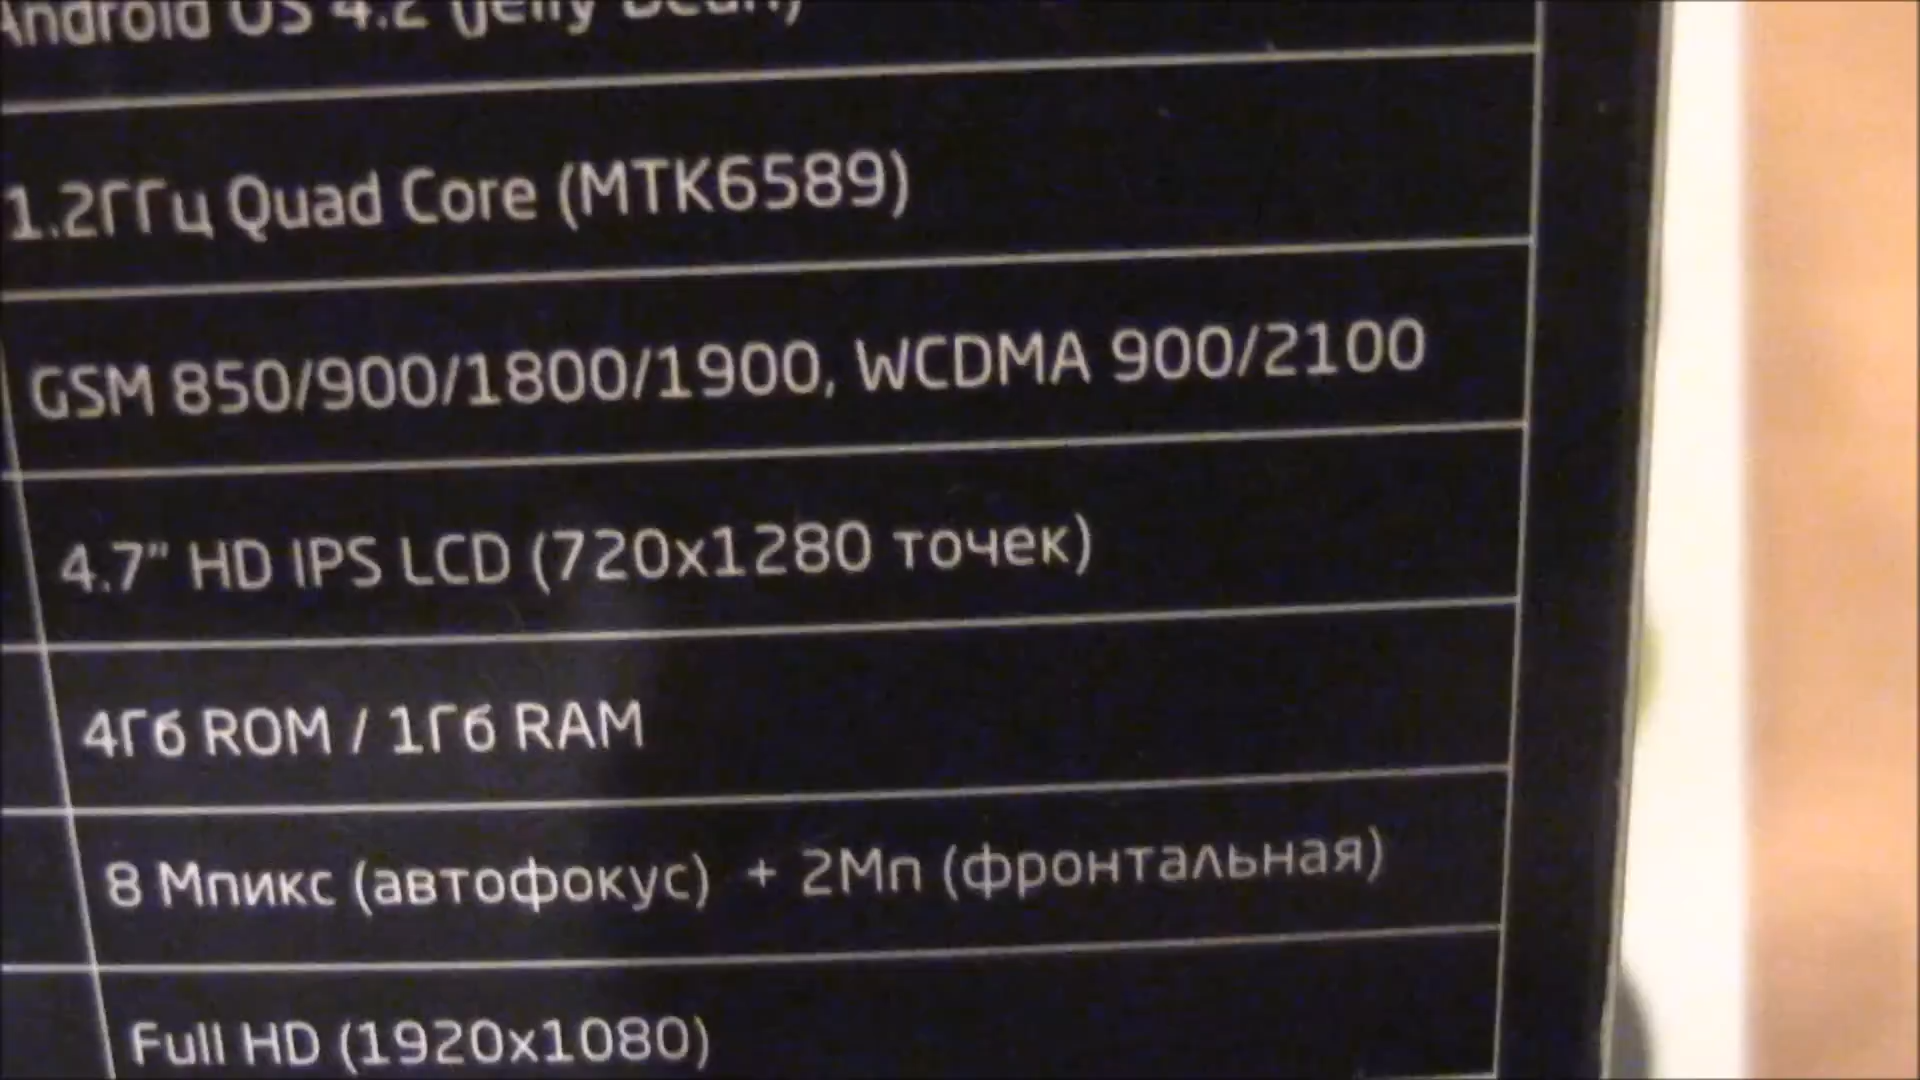 Android OS 4.2 (Jelly Bean)
1.2ГГц Quad Core (MTK6589)
GSM 850/900/1800/1900, WCDMA 900/2100
4.7" HD IPS LCD (720x1280 точек)
4Гб ROM / 1Гб RAM
8 Мпикс (автофокус) + 2Мп (фронтальная)
Full HD (1920x1080)